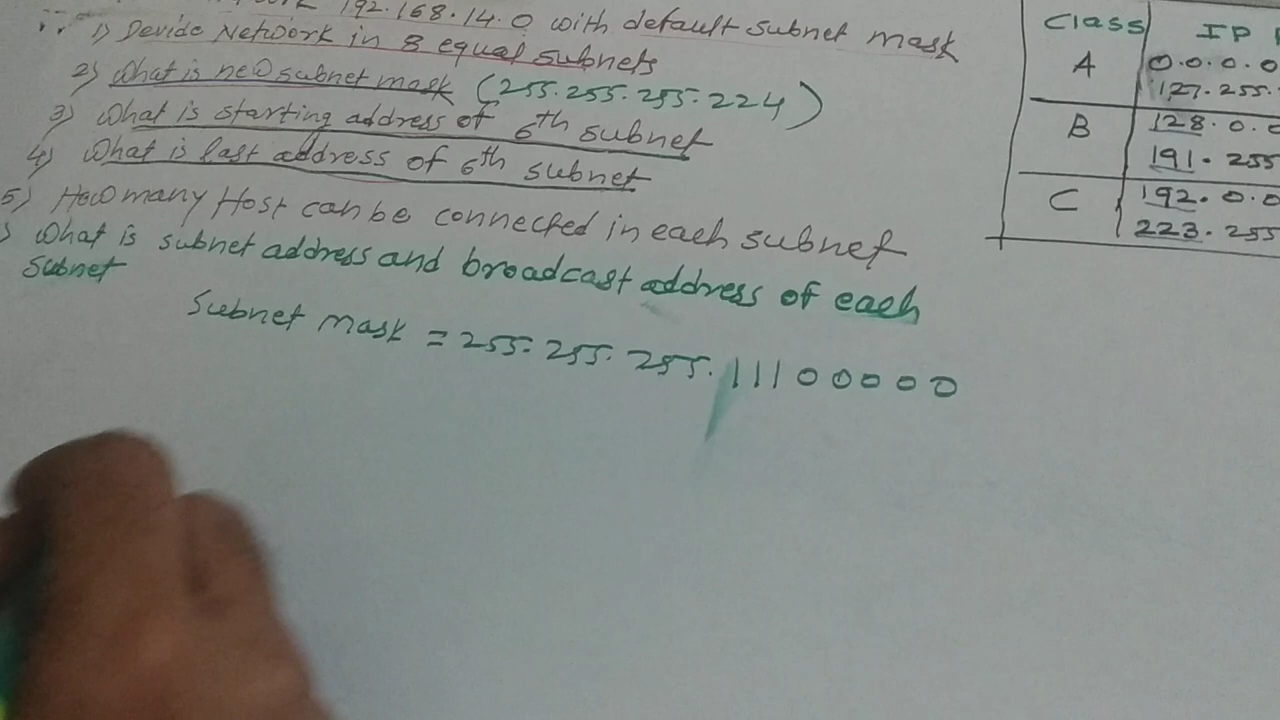 192.168.14.0 with default subnet mask
1) Devide Network in 8 equal subnets
2) What is new subnet mask (255.255.255.224)
3) What is starting address of 6th subnet
4) What is last address of 6th subnet
5) How many Host can be connected in each subnet
What is subnet address and broadcast address of each
Subnet
Subnet mask = 255.255.255.11100000
Class IP
A 0.0.0.0
127.255.
B 128.0.0
191.255
C 192.0.0
223.255